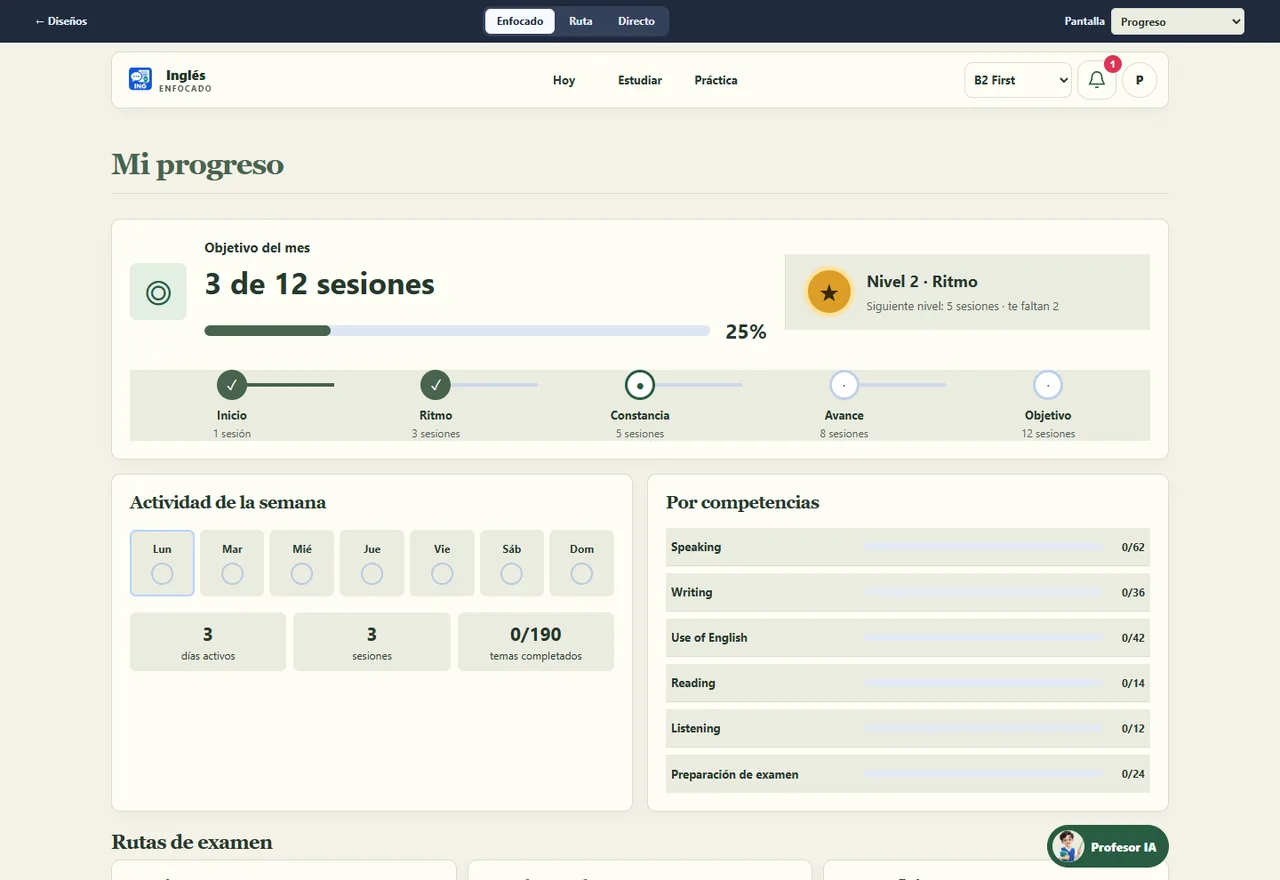 ← Diseños
Enfocado
Ruta
Directo
Pantalla
Progreso
ING
Inglés
ENFOCADO
Hoy
Estudiar
Práctica
B2 First
1
P
Mi progreso
Objetivo del mes
3 de 12 sesiones
25%
Nivel 2 · Ritmo
Siguiente nivel: 5 sesiones · te faltan 2
Inicio
1 sesión
Ritmo
3 sesiones
Constancia
5 sesiones
Avance
8 sesiones
Objetivo
12 sesiones
Actividad de la semana
Lun
Mar
Mié
Jue
Vie
Sáb
Dom
3
días activos
3
sesiones
0/190
temas completados
Por competencias
Speaking
0/62
Writing
0/36
Use of English
0/42
Reading
0/14
Listening
0/12
Preparación de examen
0/24
Rutas de examen
Profesor IA